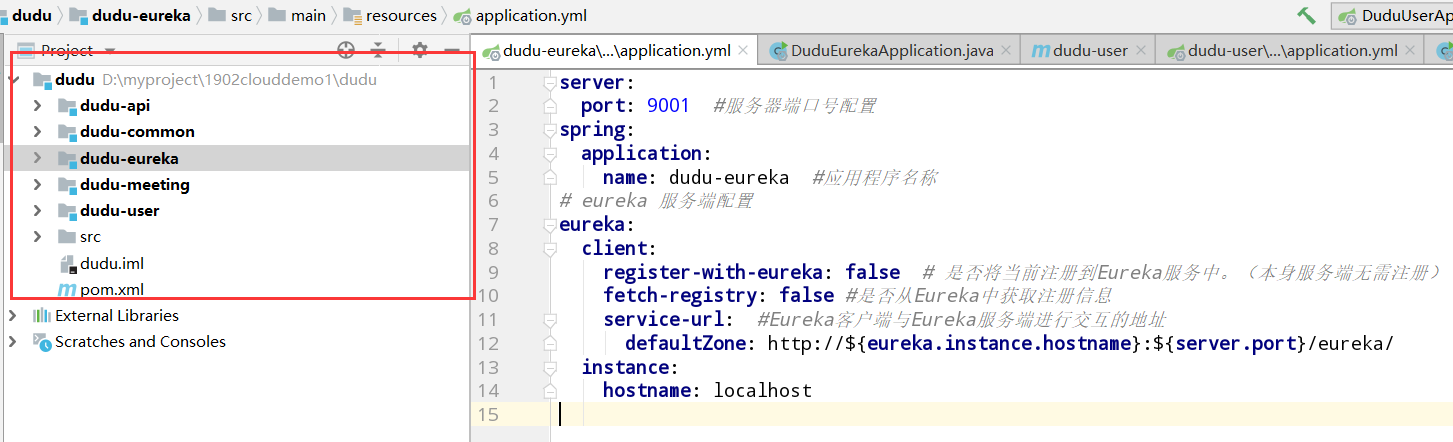 dudu dudu-eureka src main resources application.yml DuduUserAp
Project
dudu-eureka\...\application.yml DuduEurekaApplication.java dudu-user dudu-user\...\application.yml
dudu D:\myproject\1902clouddemo1\dudu
dudu-api
dudu-common
dudu-eureka
dudu-meeting
dudu-user
src
dudu.iml
pom.xml
External Libraries
Scratches and Consoles
1 server:
2 port: 9001 #服务器端口号配置
3 spring:
4 application:
5 name: dudu-eureka #应用程序名称
6 # eureka 服务端配置
7 eureka:
8 client:
9 register-with-eureka: false # 是否将当前注册到Eureka服务中。（本身服务端无需注册）
10 fetch-registry: false #是否从Eureka中获取注册信息
11 service-url: #Eureka客户端与Eureka服务端进行交互的地址
12 defaultZone: http://${eureka.instance.hostname}:${server.port}/eureka/
13 instance:
14 hostname: localhost
15